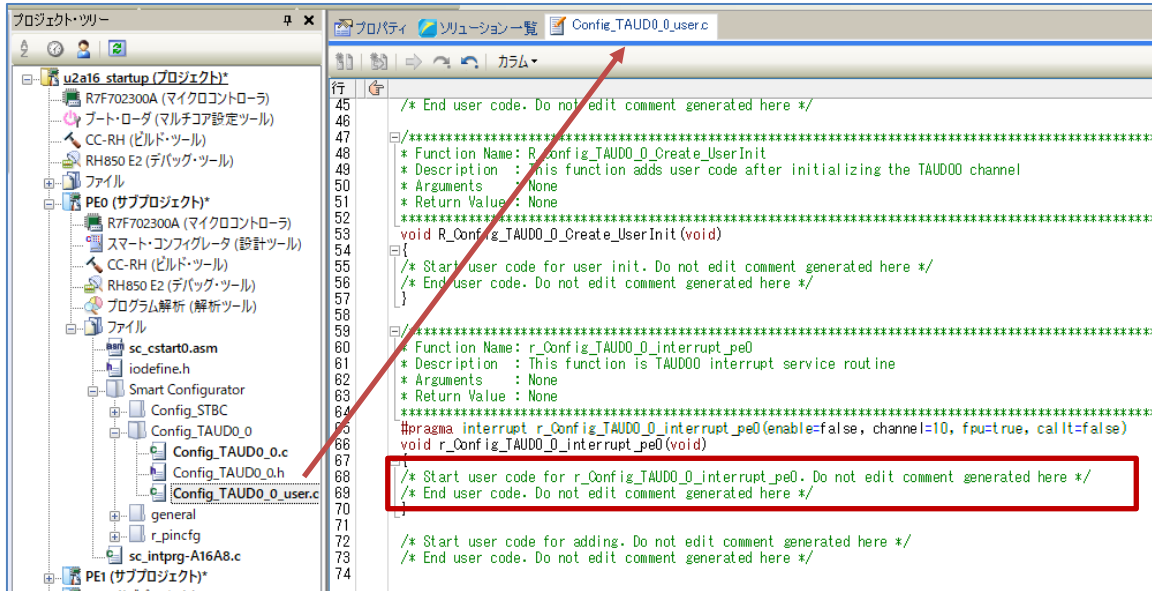 プロジェクト・ツリー
u2a16_startup (プロジェクト)*
R7F702300A (マイクロコントローラ)
ブート・ローダ (マルチコア設定ツール)
CC-RH (ビルド・ツール)
RH850 E2 (デバッグ・ツール)
ファイル
PE0 (サブプロジェクト)*
R7F702300A (マイクロコントローラ)
スマート・コンフィグレータ (設計ツール)
CC-RH (ビルド・ツール)
RH850 E2 (デバッグ・ツール)
プログラム解析 (解析ツール)
ファイル
sc_cstart0.asm
iodefine.h
Smart Configurator
Config_STBC
Config_TAUD0_0
Config_TAUD0_0.c
Config_TAUD0_0.h
Config_TAUD0_0_user.c
general
r_pincfg
sc_intprg-A16A8.c
PE1 (サブプロジェクト)*
プロパティ ソリューション一覧 Config_TAUD0_0_user.c
カラム
行
45 /* End user code. Do not edit comment generated here */
46
47 /***********************************************************************************************
48 * Function Name: R_Config_TAUD0_0_Create_UserInit
49 * Description  : This function adds user code after initializing the TAUD00 channel
50 * Arguments    : None
51 * Return Value : None
52 ***********************************************************************************************
53 void R_Config_TAUD0_0_Create_UserInit(void)
54 {
55 /* Start user code for user init. Do not edit comment generated here */
56 /* End user code. Do not edit comment generated here */
57 }
58
59 /***********************************************************************************************
60 * Function Name: r_Config_TAUD0_0_interrupt_pe0
61 * Description  : This function is TAUD00 interrupt service routine
62 * Arguments    : None
63 * Return Value : None
64 ***********************************************************************************************
65 #pragma interrupt r_Config_TAUD0_0_interrupt_pe0(enable=false, channel=10, fpu=true, callt=false)
66 void r_Config_TAUD0_0_interrupt_pe0(void)
67 {
68 /* Start user code for r_Config_TAUD0_0_interrupt_pe0. Do not edit comment generated here */
69 /* End user code. Do not edit comment generated here */
70 }
71
72 /* Start user code for adding. Do not edit comment generated here */
73 /* End user code. Do not edit comment generated here */
74